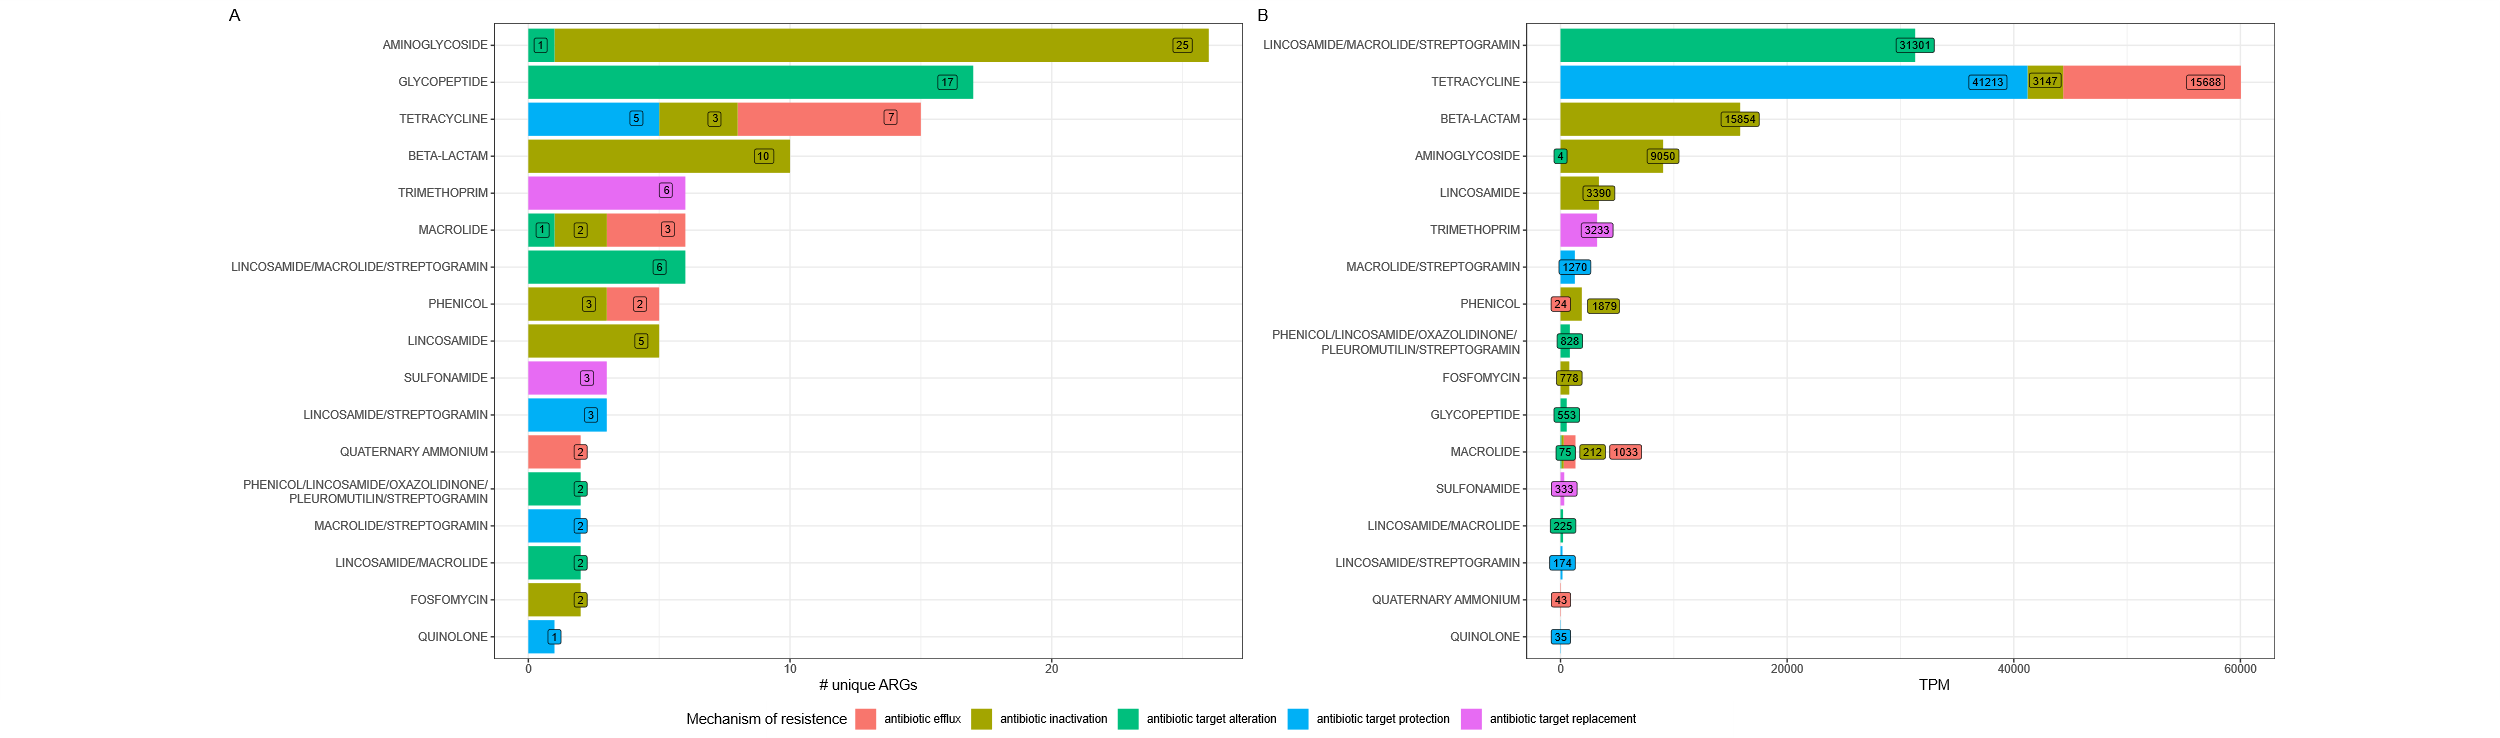 A
AMINOGLYCOSIDE 1 25
GLYCOPEPTIDE 17
TETRACYCLINE 5 3 7
BETA-LACTAM 10
TRIMETHOPRIM 6
MACROLIDE 1 2 3
LINCOSAMIDE/MACROLIDE/STREPTOGRAMIN 6
PHENICOL 3 2
LINCOSAMIDE 5
SULFONAMIDE 3
LINCOSAMIDE/STREPTOGRAMIN 3
QUATERNARY AMMONIUM 2
PHENICOL/LINCOSAMIDE/OXAZOLIDINONE/
PLEUROMUTILIN/STREPTOGRAMIN 2
MACROLIDE/STREPTOGRAMIN 2
LINCOSAMIDE/MACROLIDE 2
FOSFOMYCIN 2
QUINOLONE 1
0 10 20
# unique ARGs
B
LINCOSAMIDE/MACROLIDE/STREPTOGRAMIN 31301
TETRACYCLINE 41213 3147 15688
BETA-LACTAM 15854
AMINOGLYCOSIDE 4 9050
LINCOSAMIDE 3390
TRIMETHOPRIM 3233
MACROLIDE/STREPTOGRAMIN 1270
PHENICOL 24 1879
PHENICOL/LINCOSAMIDE/OXAZOLIDINONE/
PLEUROMUTILIN/STREPTOGRAMIN 828
FOSFOMYCIN 778
GLYCOPEPTIDE 553
MACROLIDE 75 212 1033
SULFONAMIDE 333
LINCOSAMIDE/MACROLIDE 225
LINCOSAMIDE/STREPTOGRAMIN 174
QUATERNARY AMMONIUM 43
QUINOLONE 35
0 20000 40000 60000
TPM
Mechanism of resistence antibiotic efflux antibiotic inactivation antibiotic target alteration antibiotic target protection antibiotic target replacement